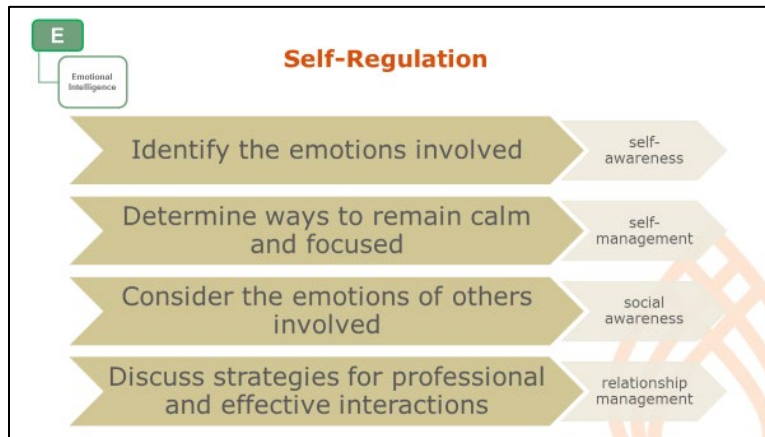 E
Emotional
Intelligence
Self-Regulation
Identify the emotions involved
self-
awareness
Determine ways to remain calm
and focused
self-
management
Consider the emotions of others
involved
social
awareness
Discuss strategies for professional
and effective interactions
relationship
management